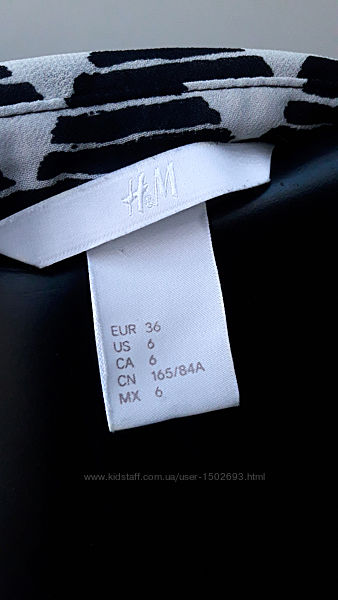 H&M
EUR 36
US 6
CA 6
CN 165/84A
MX 6
www.kidstaff.com.ua/user-1502693.html